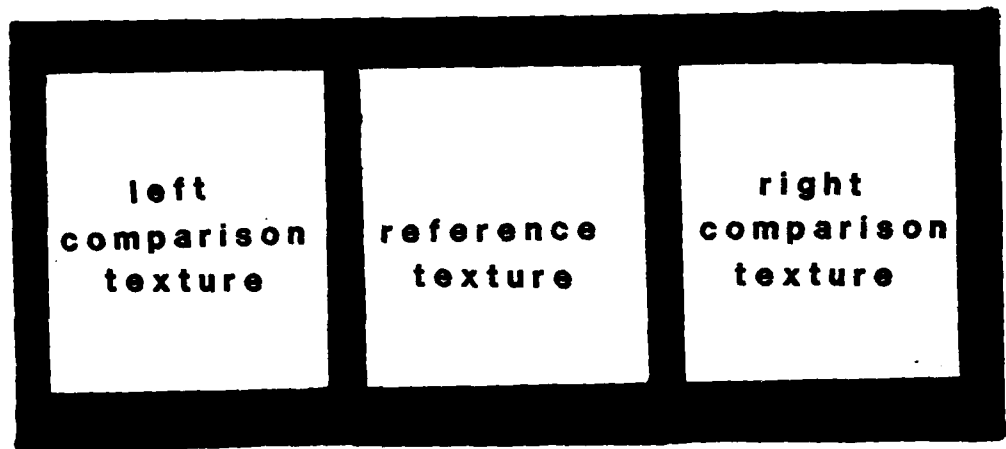 left
comparison
texture
reference
texture
right
comparison
texture